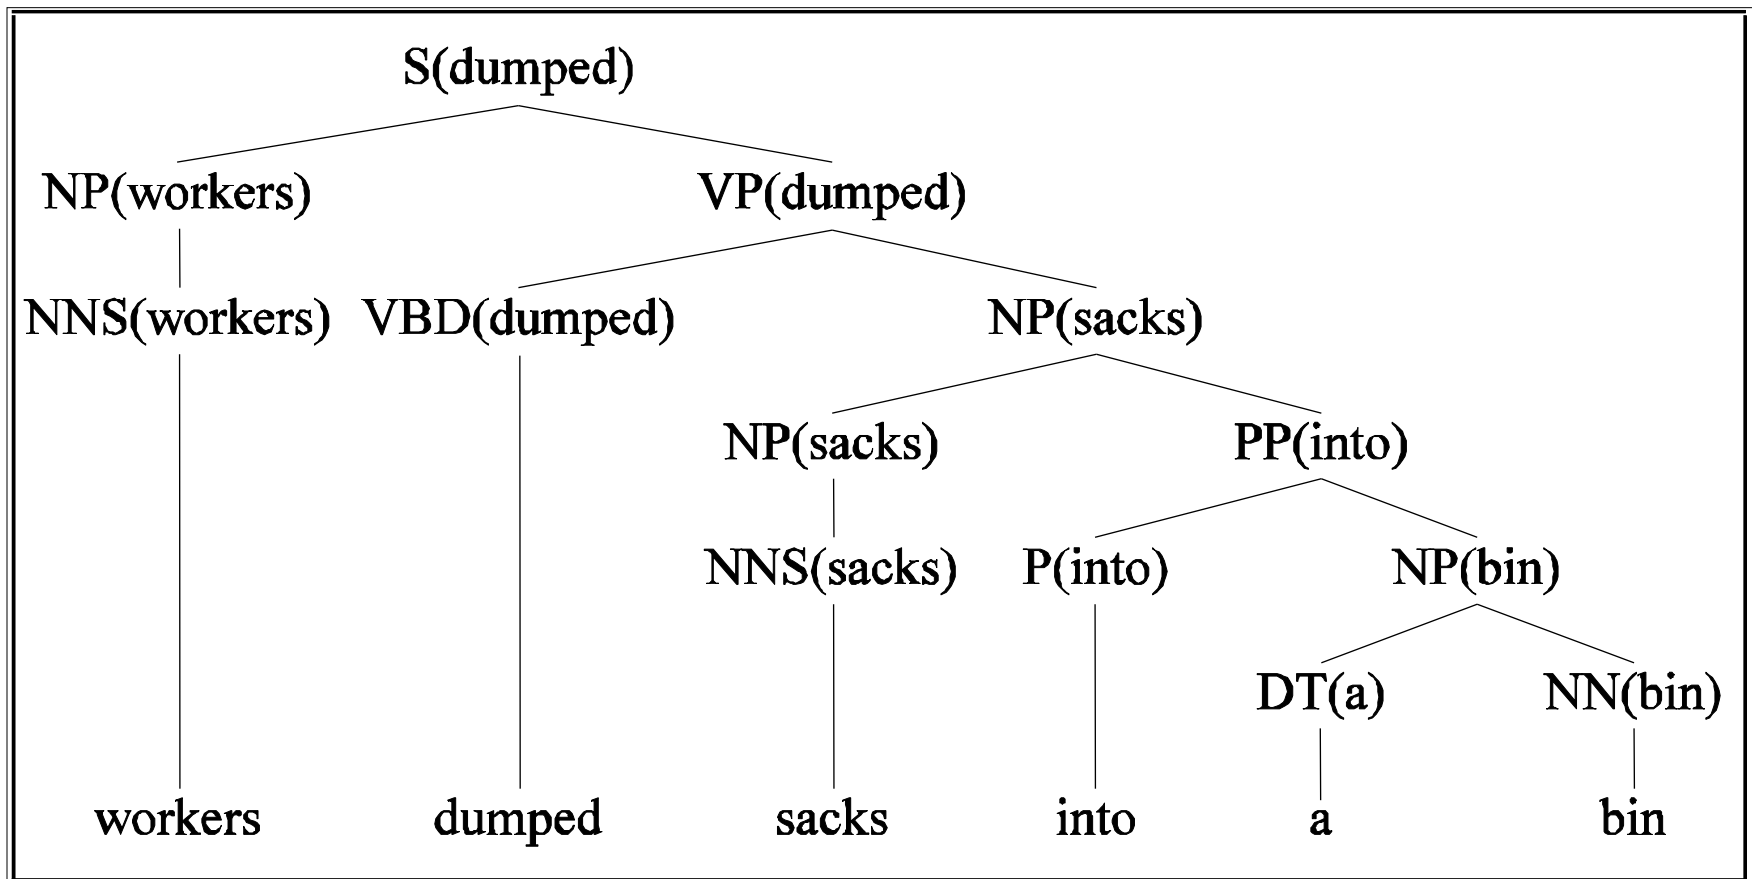 S(dumped)
NP(workers) VP(dumped)
NNS(workers) VBD(dumped) NP(sacks)
NP(sacks) PP(into)
NNS(sacks) P(into) NP(bin)
DT(a) NN(bin)
workers dumped sacks into a bin